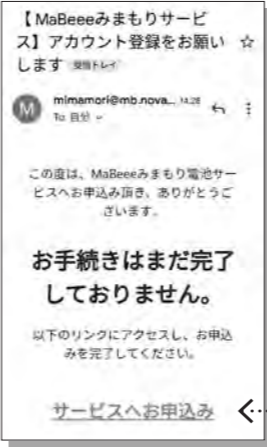 【 MaBeeeみまもりサービ
ス】アカウント登録をお願い
します 受信トレイ
M
mimamori@mb.nova... 14:28
To 自分
この度は、MaBeeeみまもり電池サー
ビスへお申込み頂き、ありがとうご
ざいます。
お手続きはまだ完了
しておりません。
以下のリンクにアクセスし、お申込
みを完了してください。
サービスへお申込み